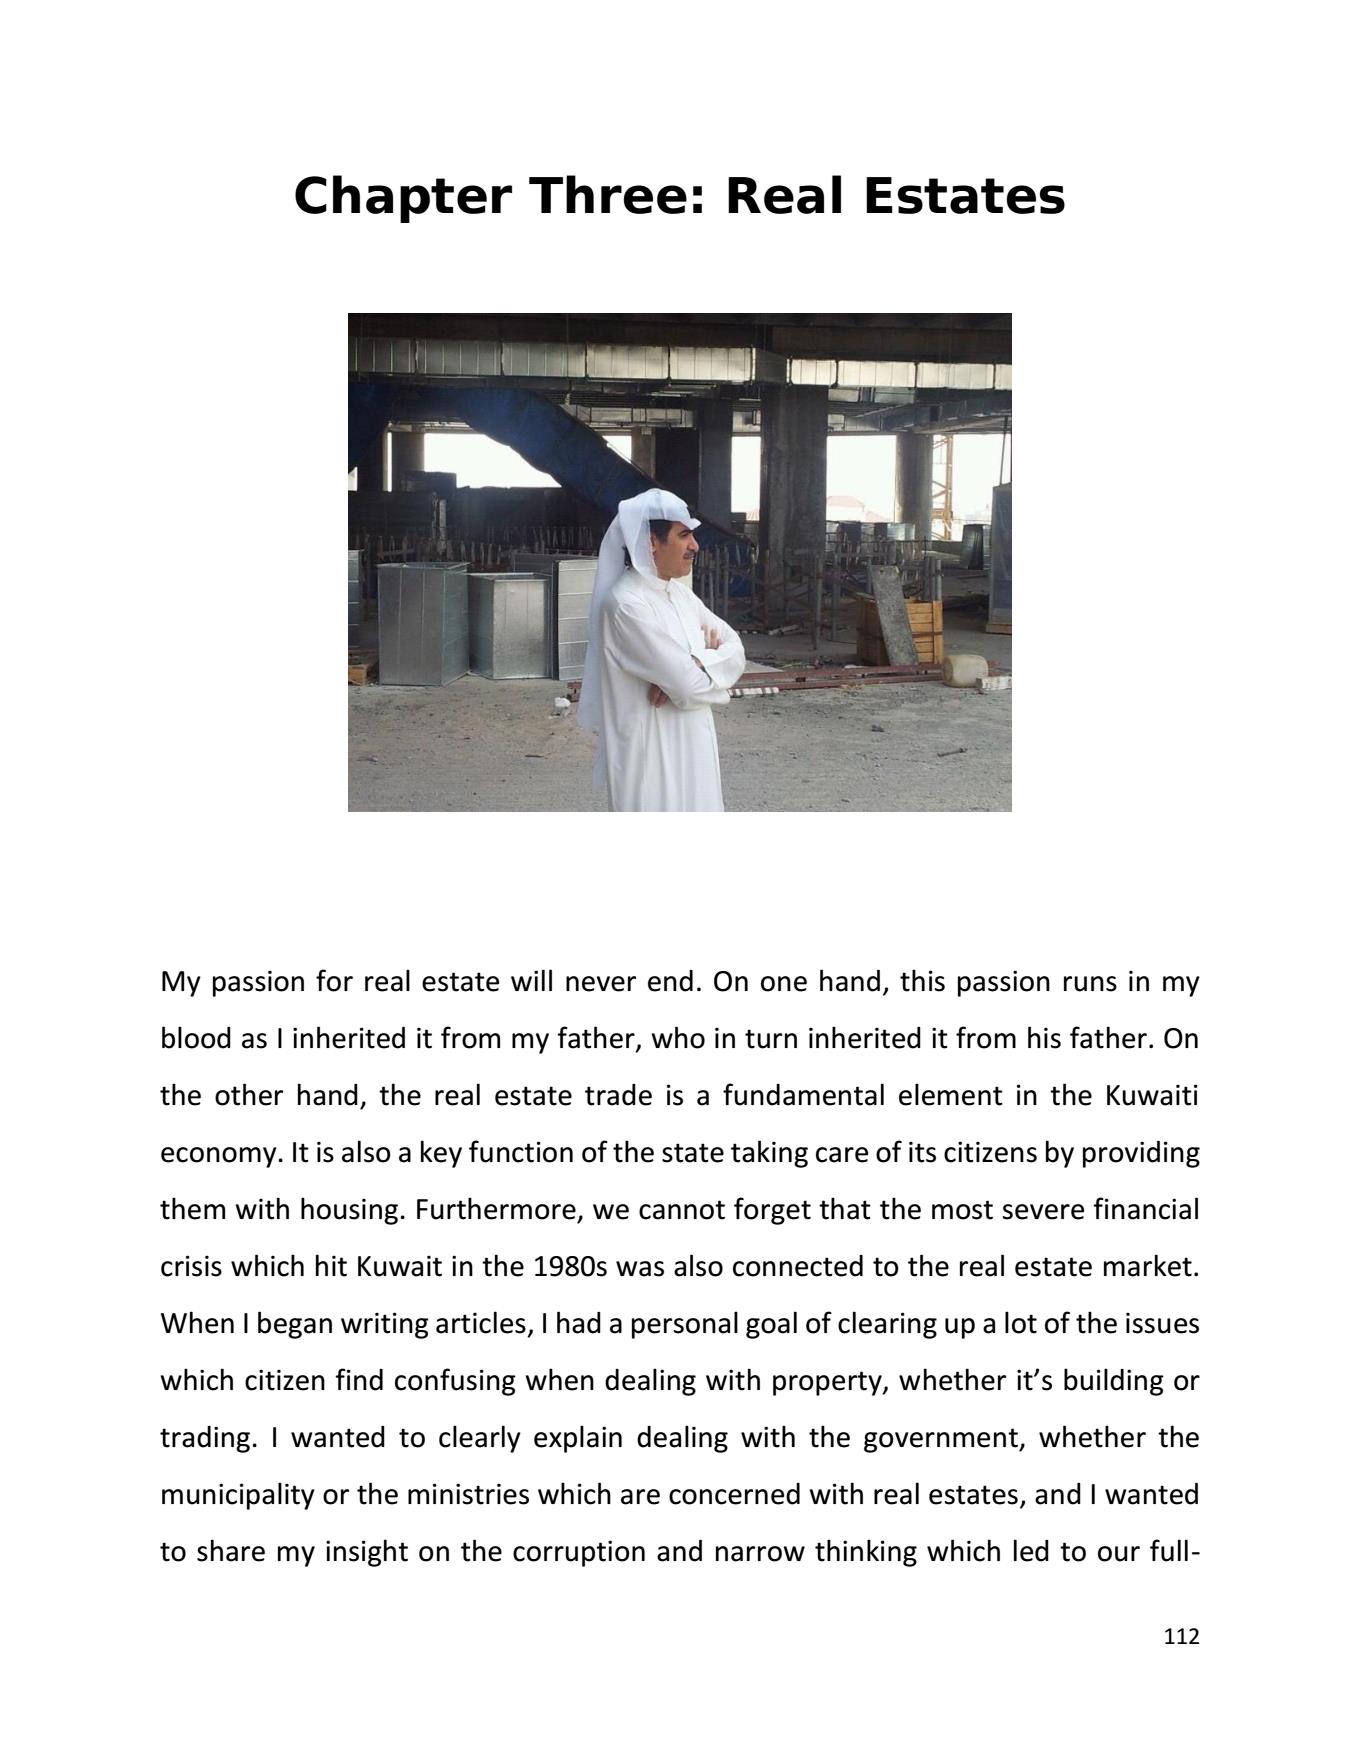 Chapter Three: Real Estates
My passion for real estate will never end. On one hand, this passion runs in my
blood as I inherited it from my father, who in turn inherited it from his father. On
the other hand, the real estate trade is a fundamental element in the Kuwaiti
economy. It is also a key function of the state taking care of its citizens by providing
them with housing. Furthermore, we cannot forget that the most severe financial
crisis which hit Kuwait in the 1980s was also connected to the real estate market.
When I began writing articles, I had a personal goal of clearing up a lot of the issues
which citizen find confusing when dealing with property, whether it’s building or
trading. I wanted to clearly explain dealing with the government, whether the
municipality or the ministries which are concerned with real estates, and I wanted
to share my insight on the corruption and narrow thinking which led to our full-
112